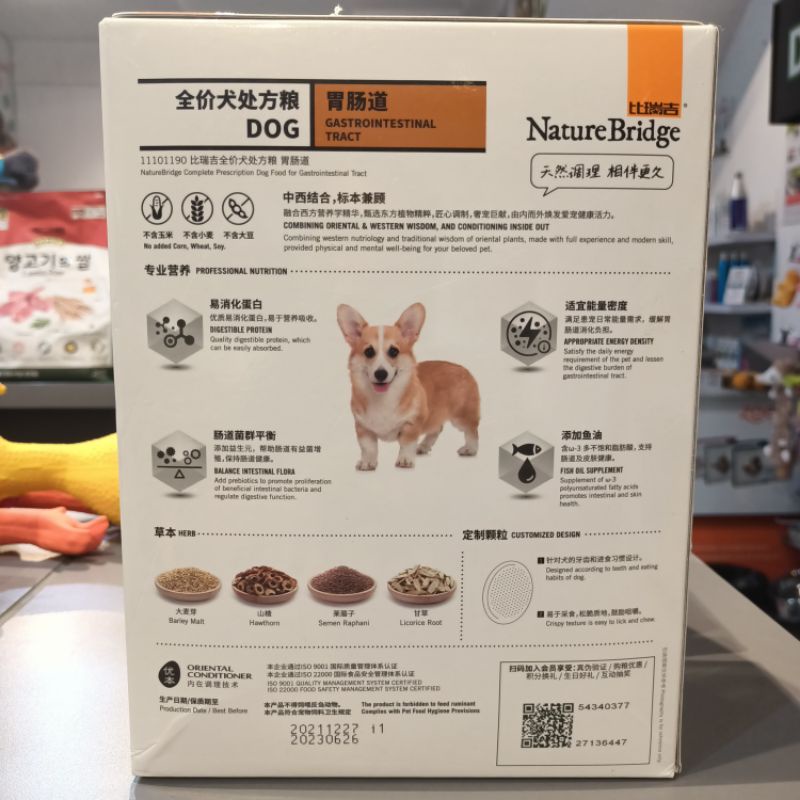 全价犬处方粮
DOG
胃肠道
GASTROINTESTINAL
TRACT
比瑞吉®
NatureBridge
天然调理 相伴更久
11101190 比瑞吉全价犬处方粮 胃肠道
NatureBridge Complete Prescription Dog Food for Gastrointestinal Tract
不含玉米 不含小麦 不含大豆
No added Corn, Wheat, Soy.
中西结合,标本兼顾
融合西方营养学精华,甄选东方植物精粹,匠心调制,奢宠巨献,由内而外焕发爱宠健康活力。
COMBINING ORIENTAL & WESTERN WISDOM, AND CONDITIONING INSIDE OUT
Combining western nutriology and traditional wisdom of oriental plants, made with full experience and modern skill,
provided physical and mental well-being for your beloved pet.
专业营养 PROFESSIONAL NUTRITION
易消化蛋白
优质易消化蛋白,易于营养吸收。
DIGESTIBLE PROTEIN
Quality digestible protein, which
can be easily absorbed.
适宜能量密度
满足患宠日常能量需求,缓解胃
肠道消化负担。
APPROPRIATE ENERGY DENSITY
Satisfy the daily energy
requirement of the pet and lessen
the digestive burden of
gastrointestinal tract.
肠道菌群平衡
添加益生元,帮助肠道有益菌增
殖,保持肠道健康。
BALANCE INTESTINAL FLORA
Add prebiotics to promote proliferation
of beneficial intestinal bacteria and
regulate digestive function.
添加鱼油
含ω-3 多不饱和脂肪酸,支持
肠道及皮肤健康。
FISH OIL SUPPLEMENT
Supplement of ω-3
polyunsaturated fatty acids
promotes intestinal and skin
health.
草本 HERB
大麦芽
Barley Malt
山楂
Hawthorn
莱菔子
Semen Raphani
甘草
Licorice Root
定制颗粒 CUSTOMIZED DESIGN
1 针对犬的牙齿和进食习惯设计。
Designed according to teeth and eating
habits of dog.
2 易于采食,松脆质地,鼓励咀嚼。
Crispy texture is easy to lick and chew.
优本
ORIENTAL
CONDITIONER
内在调理技术
本企业通过ISO 9001 国际质量管理体系认证
本企业通过ISO 22000 国际食品安全管理体系认证
ISO 9001 QUALITY MANAGEMENT SYSTEM CERTIFIED
ISO 22000 FOOD SAFETY MANAGEMENT SYSTEM CERTIFIED
生产日期/保质期至
Production Date / Best Before
本产品不得饲喂反刍动物。 The product is forbidden to feed ruminant
本产品符合宠物饲料卫生规定 Complies with Pet Food Hygiene Provisions
20211227 i1
20230626
扫码加入会员享受:真伪验证/购粮优惠/
积分换礼/生日好礼/互动抽奖
54340377
27136447
양고기&쌀